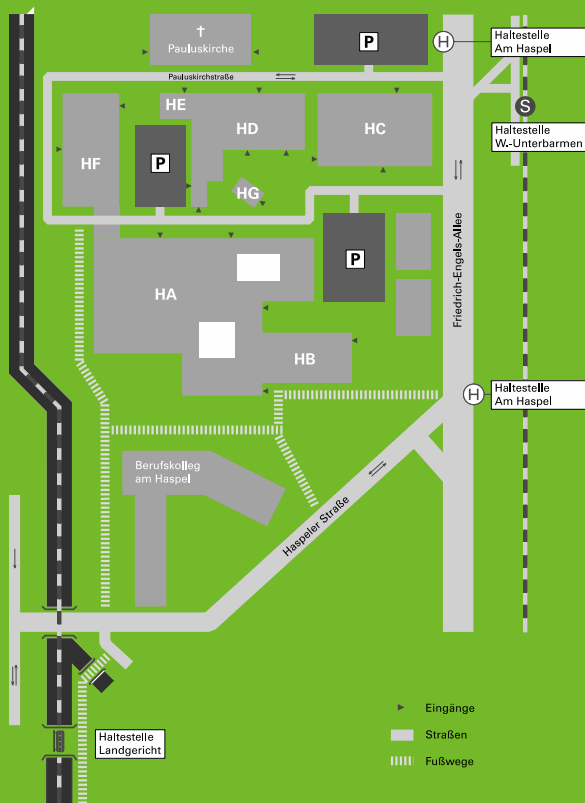 Pauluskirche
P
H
Haltestelle
Am Haspel
Pauluskirchstraße
HE
HD
HC
HF
P
HG
S
Haltestelle
W.-Unterbarmen
HA
P
Friedrich-Engels-Allee
HB
H
Haltestelle
Am Haspel
Berufskolleg
am Haspel
Haspeler Straße
Haltestelle
Landgericht
Eingänge
Straßen
Fußwege